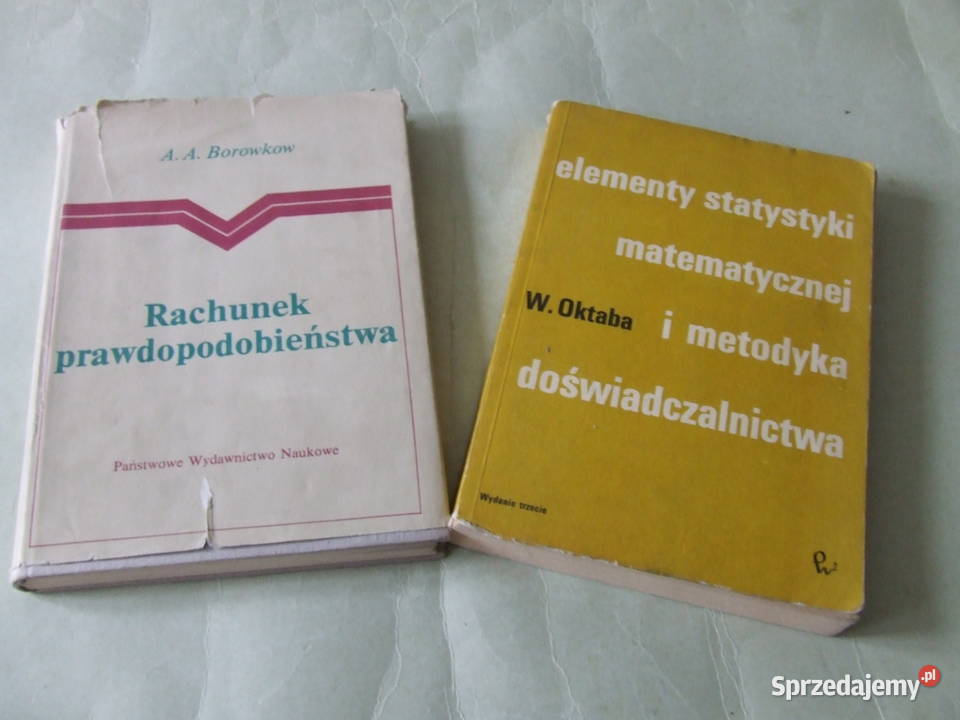 A. A. Borowkow
Rachunek
prawdopodobieństwa
Państwowe Wydawnictwo Naukowe
elementy statystyki
matematycznej
W. Oktaba
i metodyka
doświadczalnictwa
Wydanie trzecie
Sprzedajemy.pl